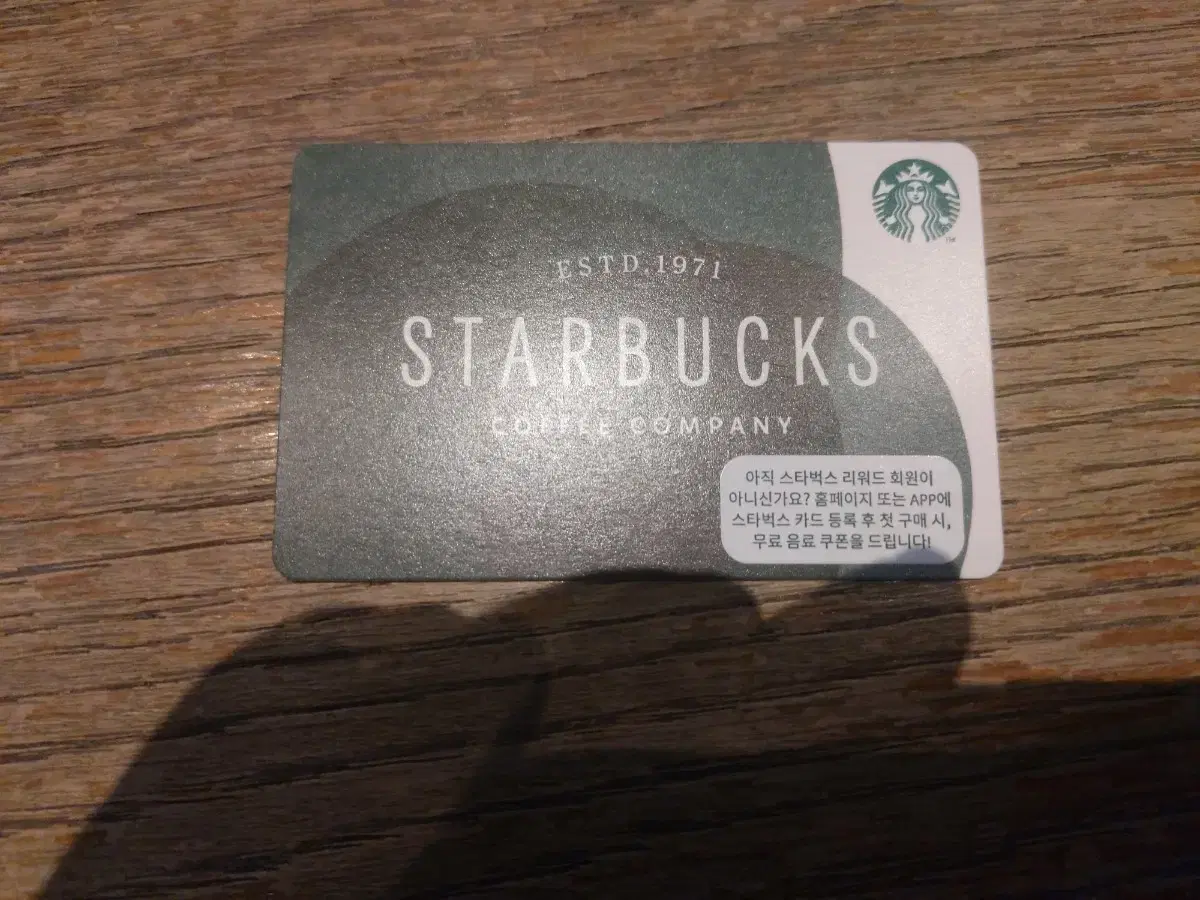 ESTD.1971
STARBUCKS
COFFEE COMPANY
아직 스타벅스 리워드 회원이
아니신가요? 홈페이지 또는 APP에
스타벅스 카드 등록 후 첫 구매 시,
무료 음료 쿠폰을 드립니다!
TM